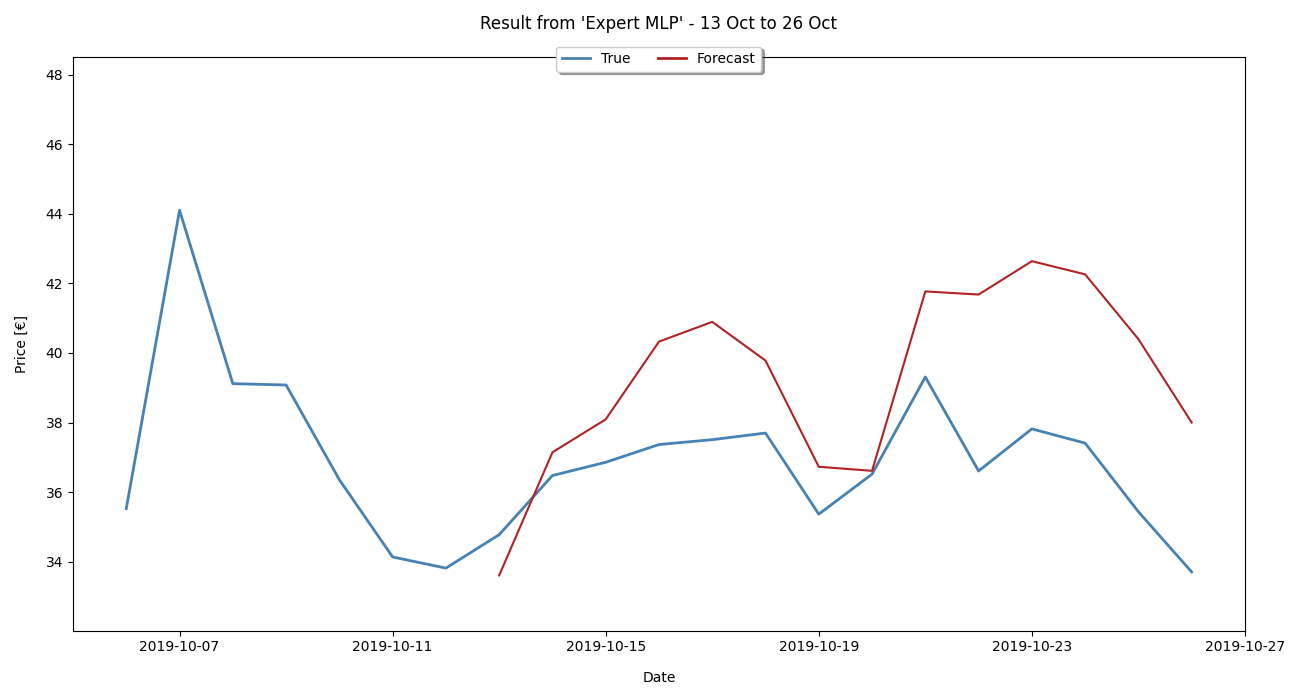 Result from 'Expert MLP' - 13 Oct to 26 Oct
True Forecast
48
46
44
42
40
38
36
34
Price [€]
2019-10-07 2019-10-11 2019-10-15 2019-10-19 2019-10-23 2019-10-27
Date